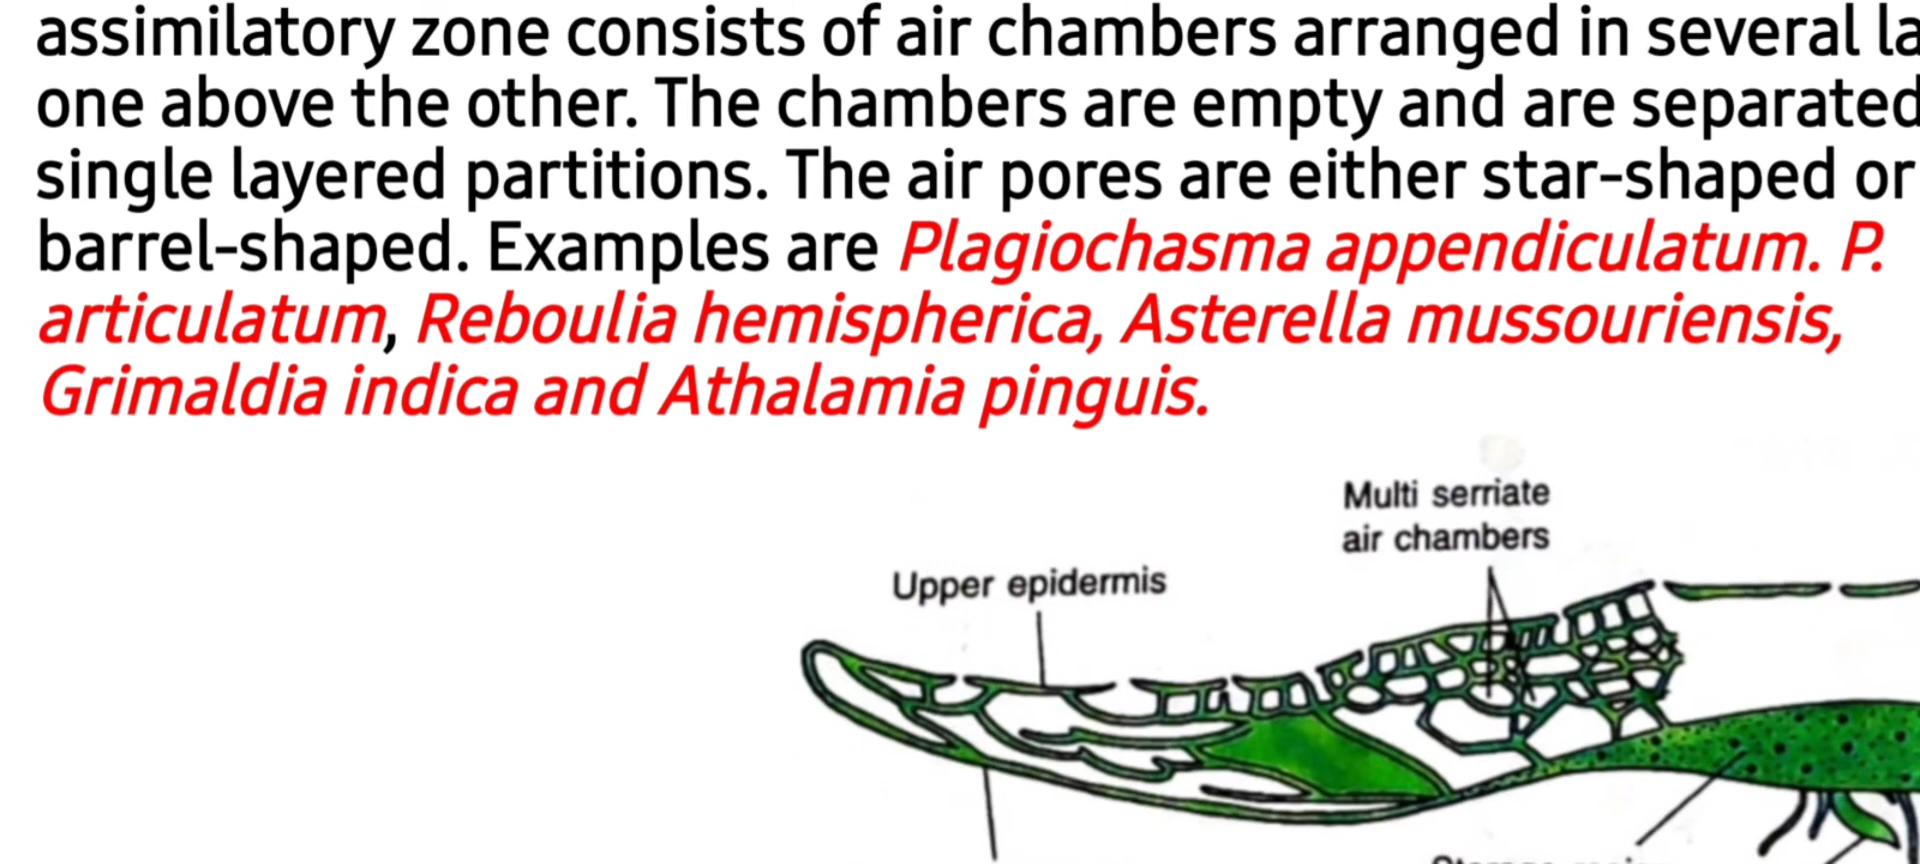 assimilatory zone consists of air chambers arranged in several
one above the other. The chambers are empty and are separated
single layered partitions. The air pores are either star-shaped or
barrel-shaped. Examples are Plagiochasma appendiculatum. P.
articulatum, Reboulia hemispherica, Asterella mussouriensis,
Grimaldia indica and Athalamia pinguis.
Multi serriate
air chambers
Upper epidermis